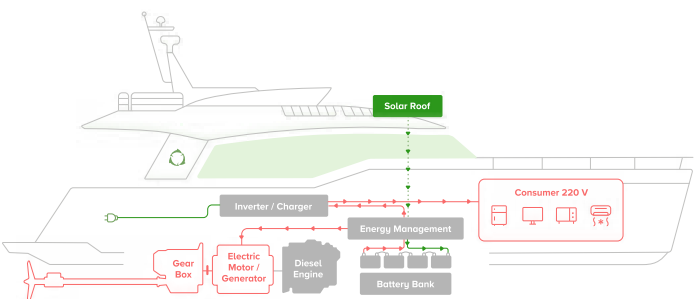 Solar Roof
Consumer 220 V
Inverter / Charger
Energy Management
Gear
Box
Electric
Motor /
Generator
Diesel
Engine
Battery Bank